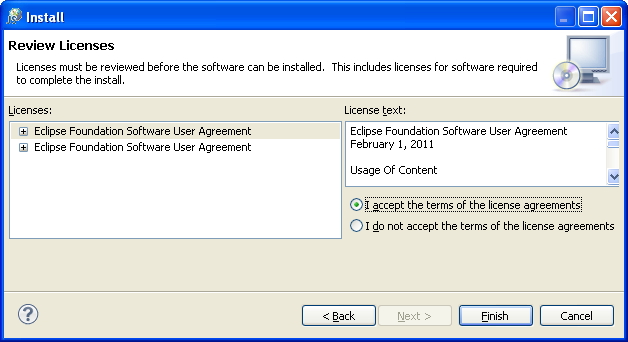 Install
Review Licenses
Licenses must be reviewed before the software can be installed.  This includes licenses for software required
to complete the install.
Licenses:
Eclipse Foundation Software User Agreement
Eclipse Foundation Software User Agreement
License text:
Eclipse Foundation Software User Agreement
February 1, 2011
Usage Of Content
I accept the terms of the license agreements
I do not accept the terms of the license agreements
?
< Back
Next >
Finish
Cancel